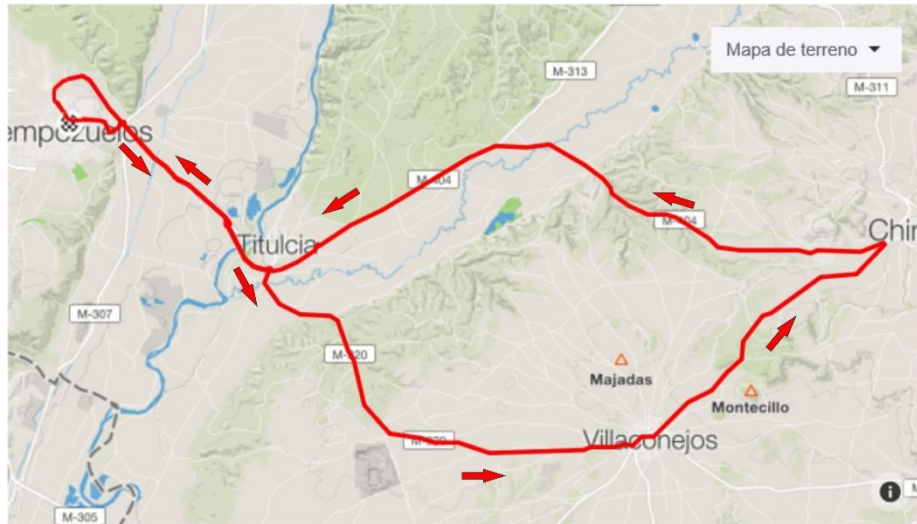 Mapa de terreno
M-313
M-311
empozuelos
M-404
M-404
Chin
Titulcia
M-307
M-320
Majadas
Montecillo
M-320
Villaconejos
M-305